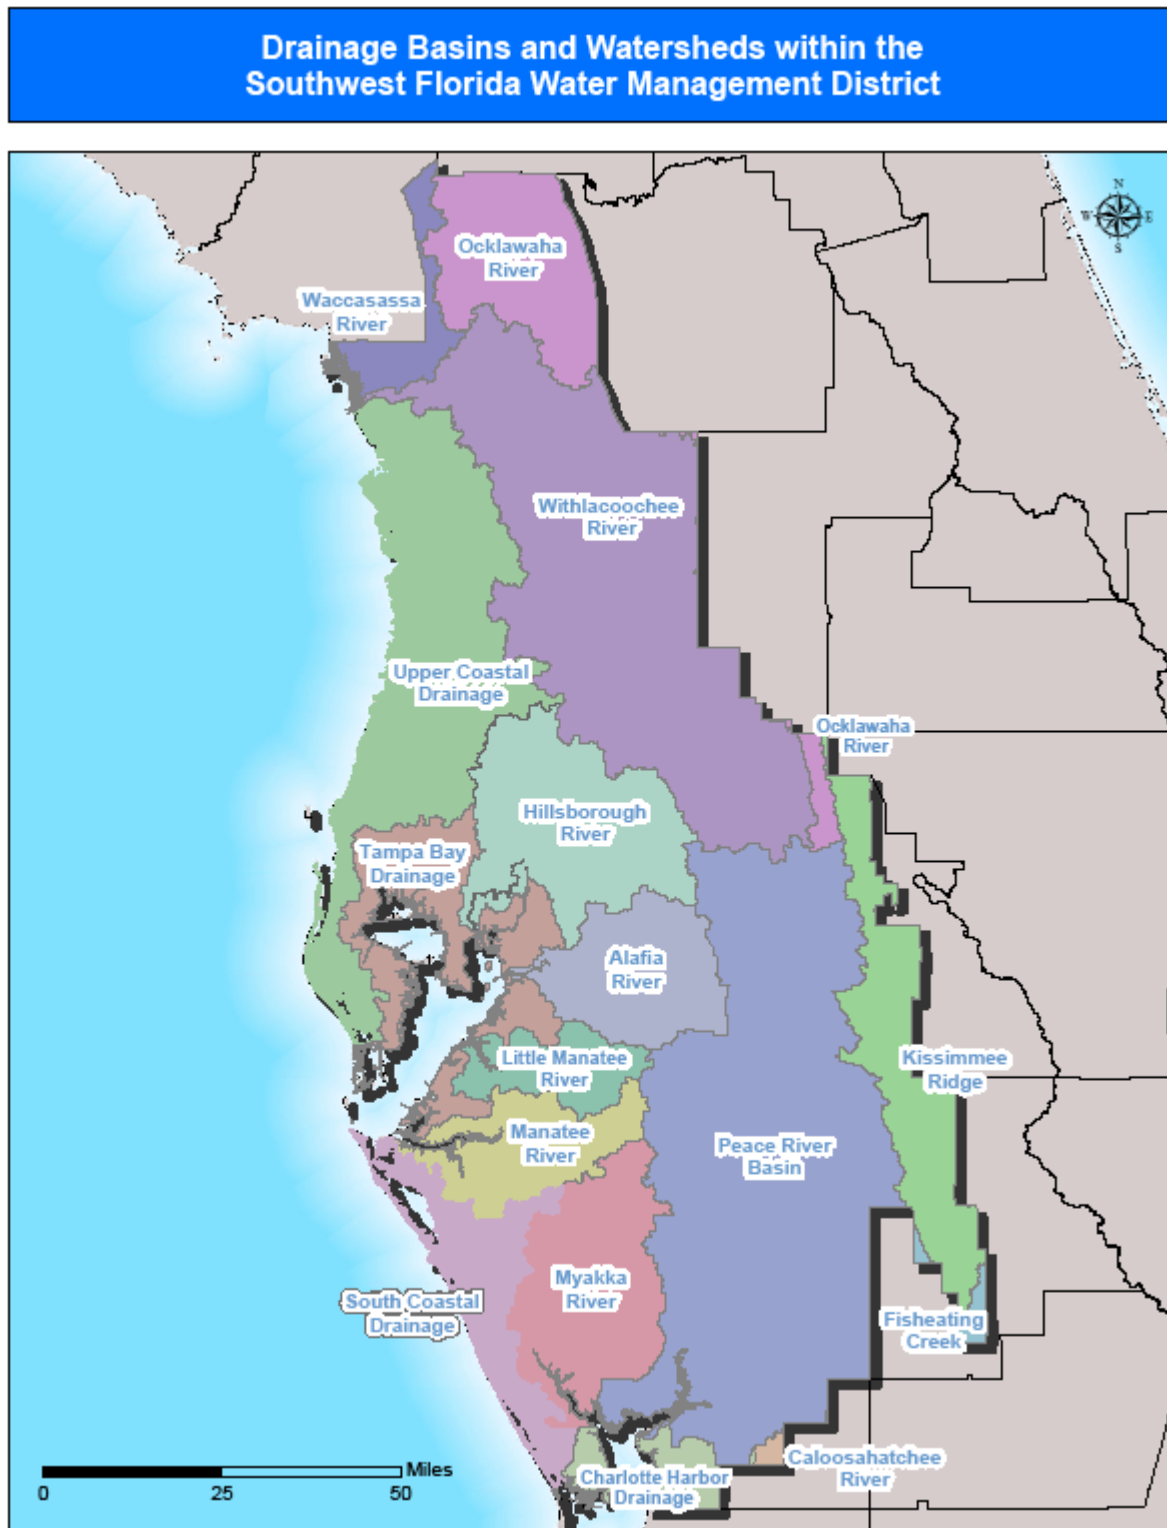 Drainage Basins and Watersheds within the
Southwest Florida Water Management District
N
W E
S
Ocklawaha
River
Waccasassa
River
Withlacoochee
River
Upper Coastal
Drainage
Ocklawaha
River
Hillsborough
River
Tampa Bay
Drainage
Alafia
River
Little Manatee
River
Kissimmee
Ridge
Manatee
River
Peace River
Basin
Myakka
River
South Coastal
Drainage
Fisheating
Creek
Caloosahatchee
River
Charlotte Harbor
Drainage
Miles
0 25 50